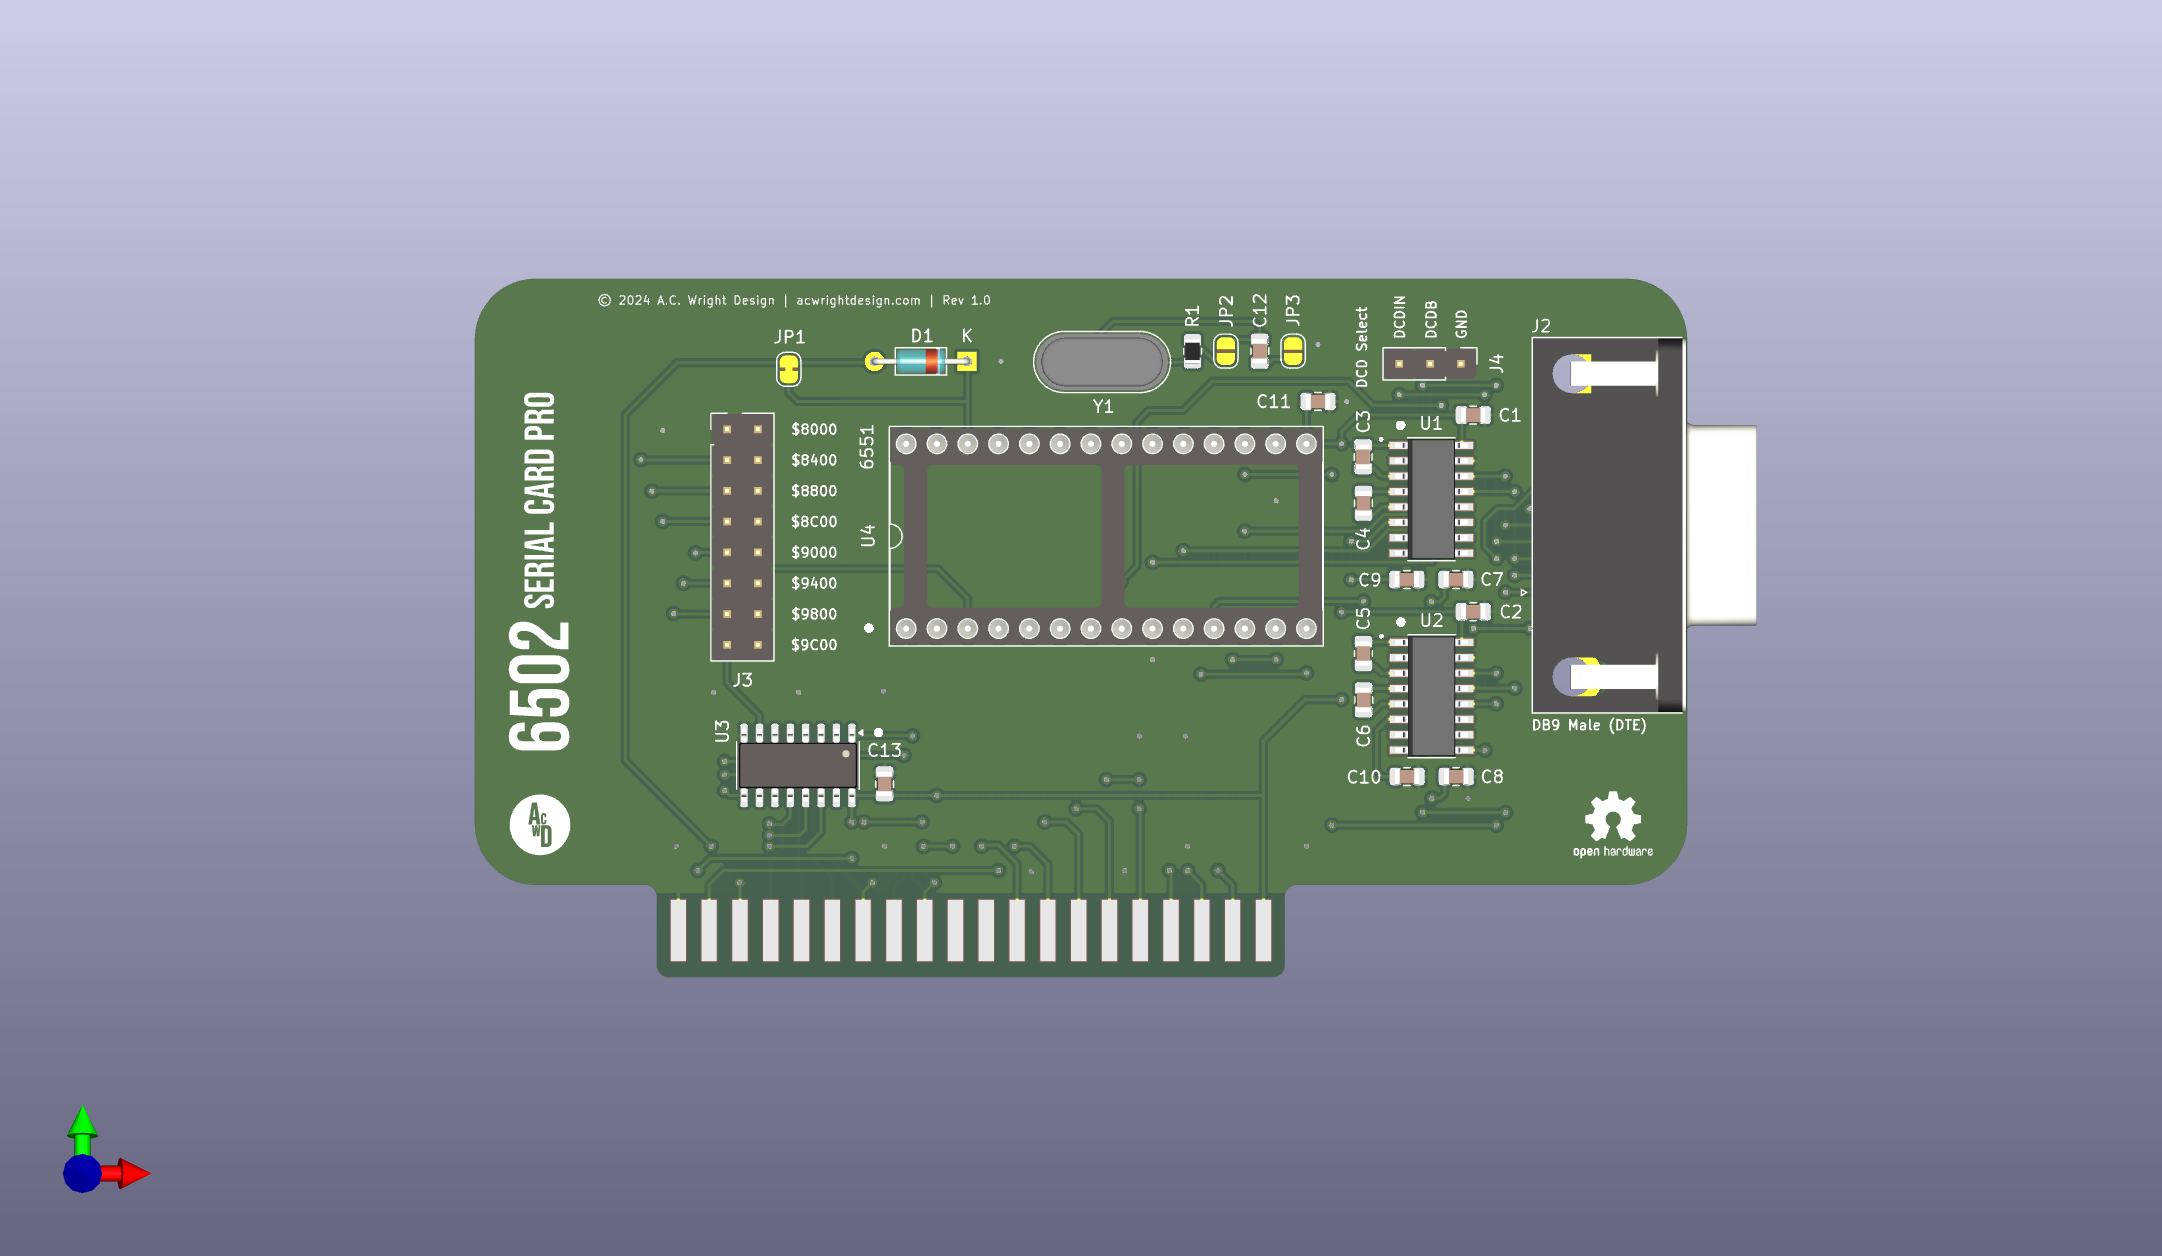 © 2024 A.C. Wright Design | acwrightdesign.com | Rev 1.0
JP1
D1
K
Y1
R1
JP2
C12
JP3
DCD Select
DCDIN
DCDB
GND
J4
J2
C11
C3
C1
U1
6502 SERIAL CARD PRO
$8000
$8400
$8800
$8C00
$9000
$9400
$9800
$9C00
J3
6551
U4
C4
C9
C7
C5
C2
U2
C6
C10
C8
DB9 Male (DTE)
U3
C13
ACWD
open hardware